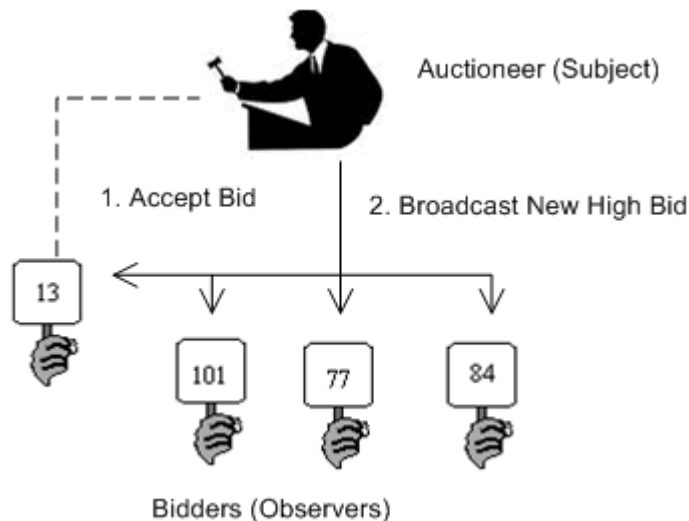 Auctioneer (Subject)
1. Accept Bid
2. Broadcast New High Bid
13
101
77
84
Bidders (Observers)